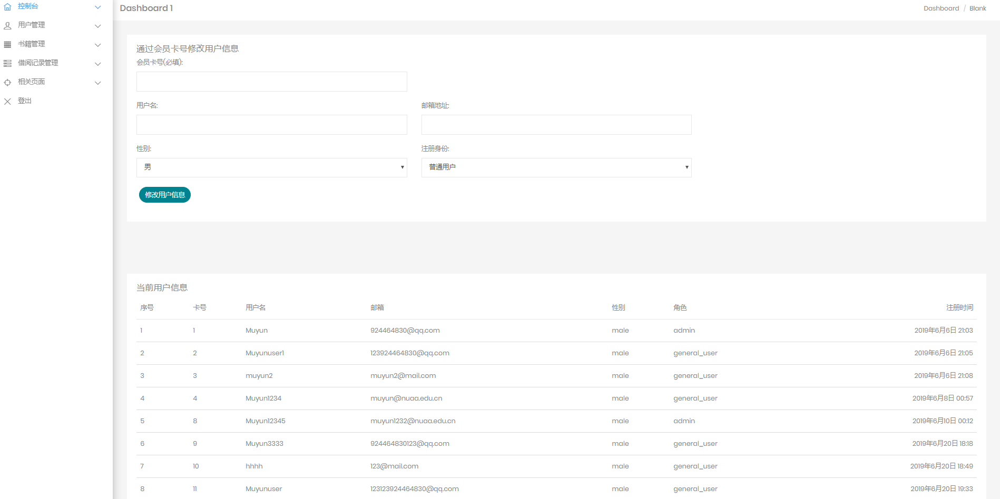 控制台
用户管理
书籍管理
借阅记录管理
相关页面
登出
Dashboard 1
Dashboard / Blank
通过会员卡号修改用户信息
会员卡号(必填):
用户名: 邮箱地址:
性别: 注册身份:
男 普通用户
修改用户信息
当前用户信息
序号 卡号 用户名 邮箱 性别 角色 注册时间
1 1 Muyun 924464830@qq.com male admin 2019年6月6日 21:03
2 2 Muyunuser1 123924464830@qq.com male general_user 2019年6月6日 21:05
3 3 muyun2 muyun2@mail.com male general_user 2019年6月6日 21:08
4 4 Muyun1234 muyun@nuaa.edu.cn male general_user 2019年6月8日 00:57
5 8 Muyun12345 muyun1232@nuaa.edu.cn male admin 2019年6月10日 00:12
6 9 Muyun3333 924464830123@qq.com male general_user 2019年6月20日 18:18
7 10 hhhh 123@mail.com male general_user 2019年6月20日 18:49
8 11 Muyunuser 123123924464830@qq.com male general_user 2019年6月20日 19:33